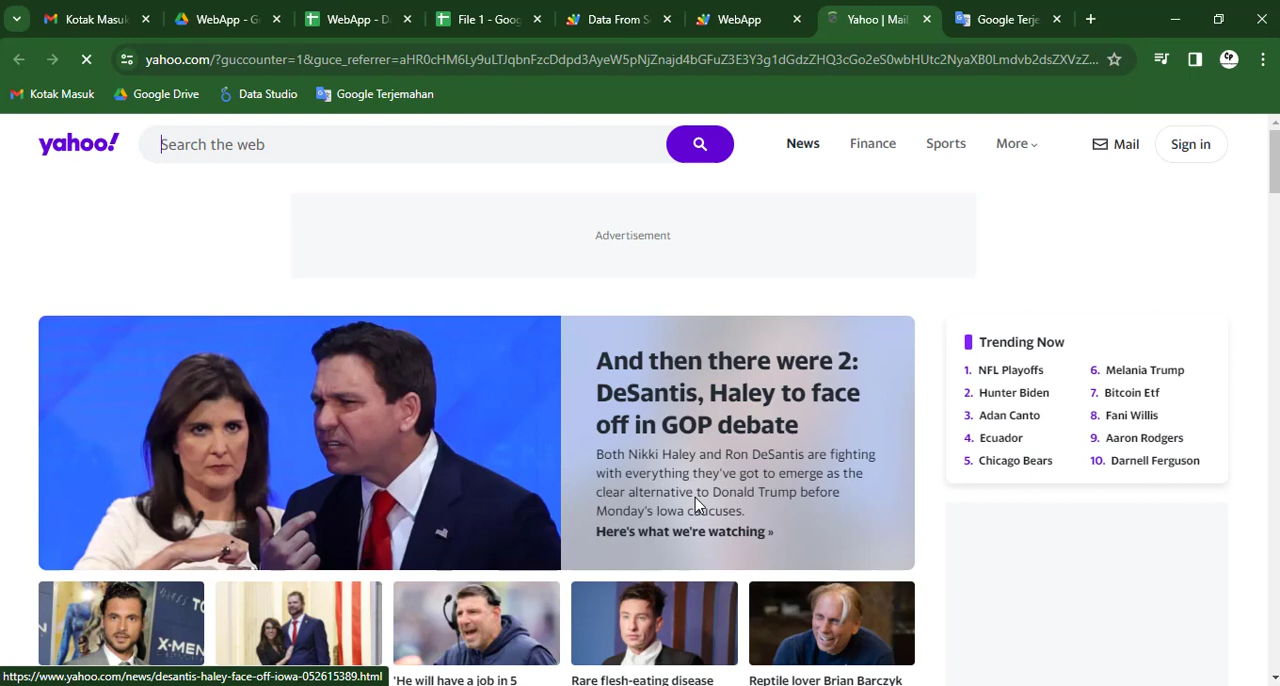 Kotak Masuk
WebApp - G
WebApp - D
File 1 - Goog
Data From S
WebApp
Yahoo | Mail
Google Terje
yahoo.com/?guccounter=1&guce_referrer=aHR0cHM6Ly9uLTJqbnFzcDdpd3AyeW5pNjZnajd4bGFuZ3E3Y3g1dGdzZHQ3cGo2eS0wbHUtc2NyaXB0Lmdvb2dsZXVzZ...
Kotak Masuk
Google Drive
Data Studio
Google Terjemahan
yahoo!
Search the web
News
Finance
Sports
More
Mail
Sign in
Advertisement
And then there were 2:
DeSantis, Haley to face
off in GOP debate
Both Nikki Haley and Ron DeSantis are fighting
with everything they've got to emerge as the
clear alternative to Donald Trump before
Monday's Iowa caucuses.
Here's what we're watching »
Trending Now
1. NFL Playoffs
2. Hunter Biden
3. Adan Canto
4. Ecuador
5. Chicago Bears
6. Melania Trump
7. Bitcoin Etf
8. Fani Willis
9. Aaron Rodgers
10. Darnell Ferguson
X-MEN
'He will have a job in 5
Rare flesh-eating disease
Reptile lover Brian Barczyk
https://www.yahoo.com/news/desantis-haley-face-off-iowa-052615389.html